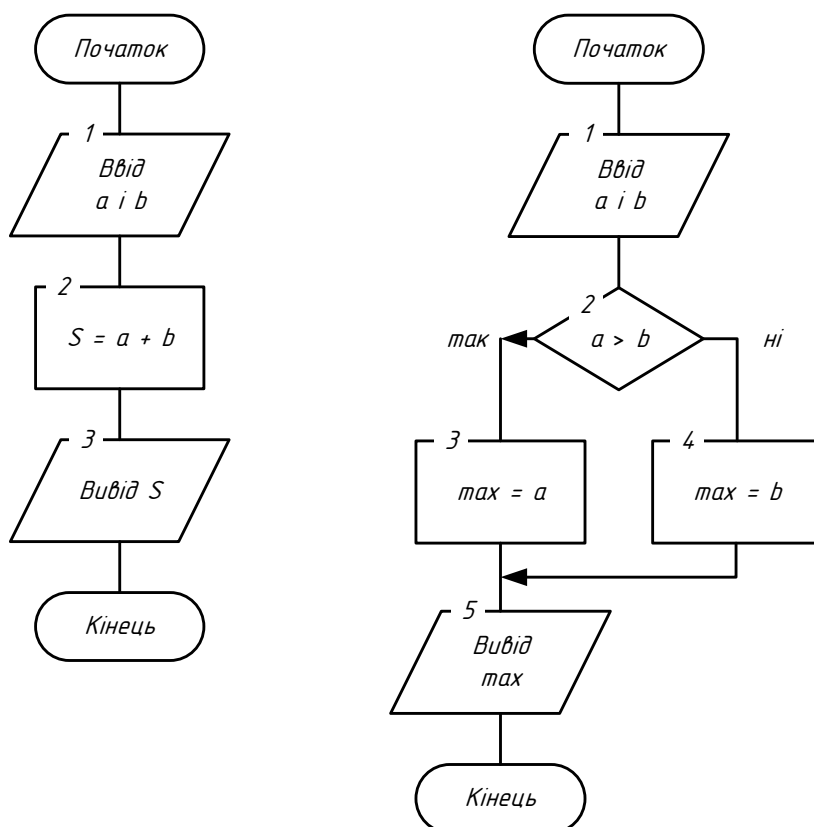 Початок
1
Ввід
а і b
2
S = a + b
3
Вивід S
Кінець
Початок
1
Ввід
а і b
2
a > b
так
ні
3
max = a
4
max = b
5
Вивід
max
Кінець